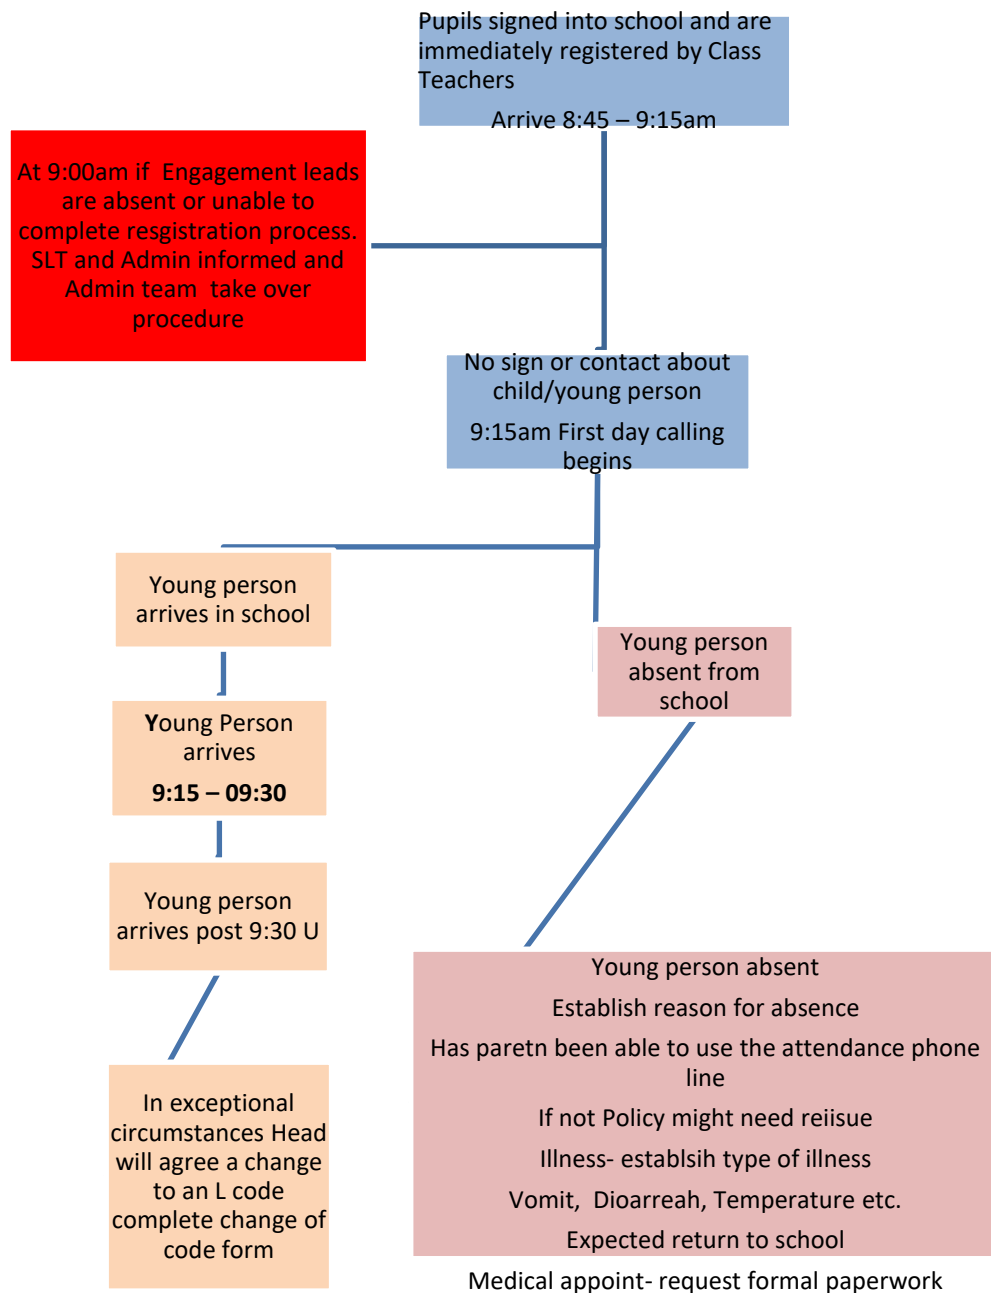 Pupils signed into school and are
immediately registered by Class
Teachers
Arrive 8:45 – 9:15am
At 9:00am if Engagement leads
are absent or unable to
complete resgistration process.
SLT and Admin informed and
Admin team take over
procedure
No sign or contact about
child/young person
9:15am First day calling
begins
Young person
arrives in school
Young person
absent from
school
Young Person
arrives
9:15 – 09:30
Young person
arrives post 9:30 U
In exceptional
circumstances Head
will agree a change
to an L code
complete change of
code form
Young person absent
Establish reason for absence
Has paretn been able to use the attendance phone
line
If not Policy might need reiisue
Illness- establsih type of illness
Vomit, Dioarreah, Temperature etc.
Expected return to school
Medical appoint- request formal paperwork